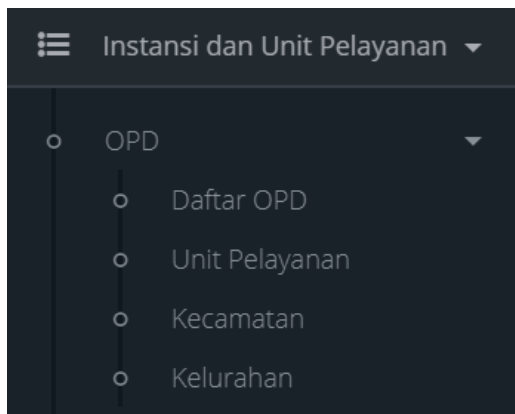 Instansi dan Unit Pelayanan
OPD
Daftar OPD
Unit Pelayanan
Kecamatan
Kelurahan